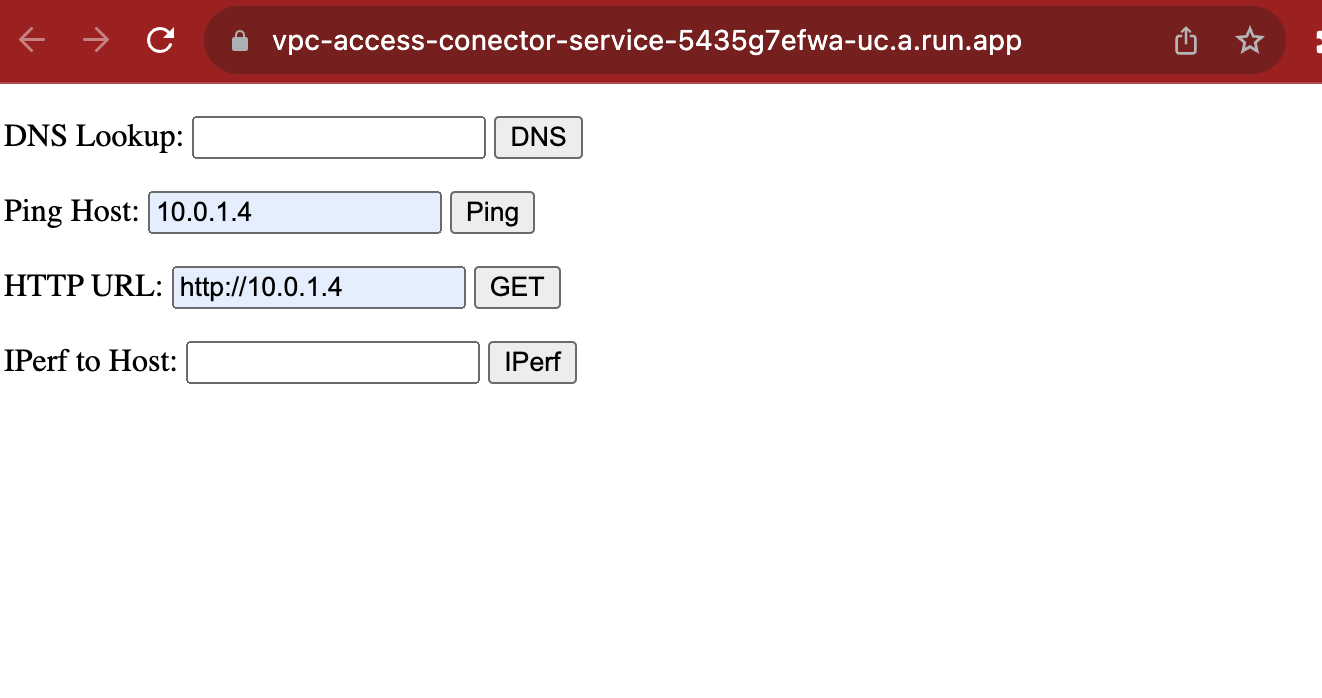 vpc-access-conector-service-5435g7efwa-uc.a.run.app
DNS Lookup: DNS
Ping Host: 10.0.1.4 Ping
HTTP URL: http://10.0.1.4 GET
IPerf to Host: IPerf